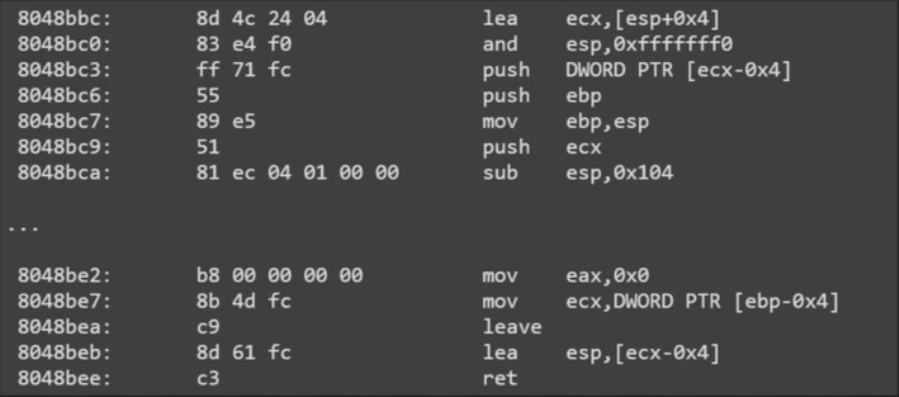 8048bbc: 8d 4c 24 04 lea ecx,[esp+0x4]
8048bc0: 83 e4 f0 and esp,0xfffffff0
8048bc3: ff 71 fc push DWORD PTR [ecx-0x4]
8048bc6: 55 push ebp
8048bc7: 89 e5 mov ebp,esp
8048bc9: 51 push ecx
8048bca: 81 ec 04 01 00 00 sub esp,0x104
...
8048be2: b8 00 00 00 00 mov eax,0x0
8048be7: 8b 4d fc mov ecx,DWORD PTR [ebp-0x4]
8048bea: c9 leave
8048beb: 8d 61 fc lea esp,[ecx-0x4]
8048bee: c3 ret